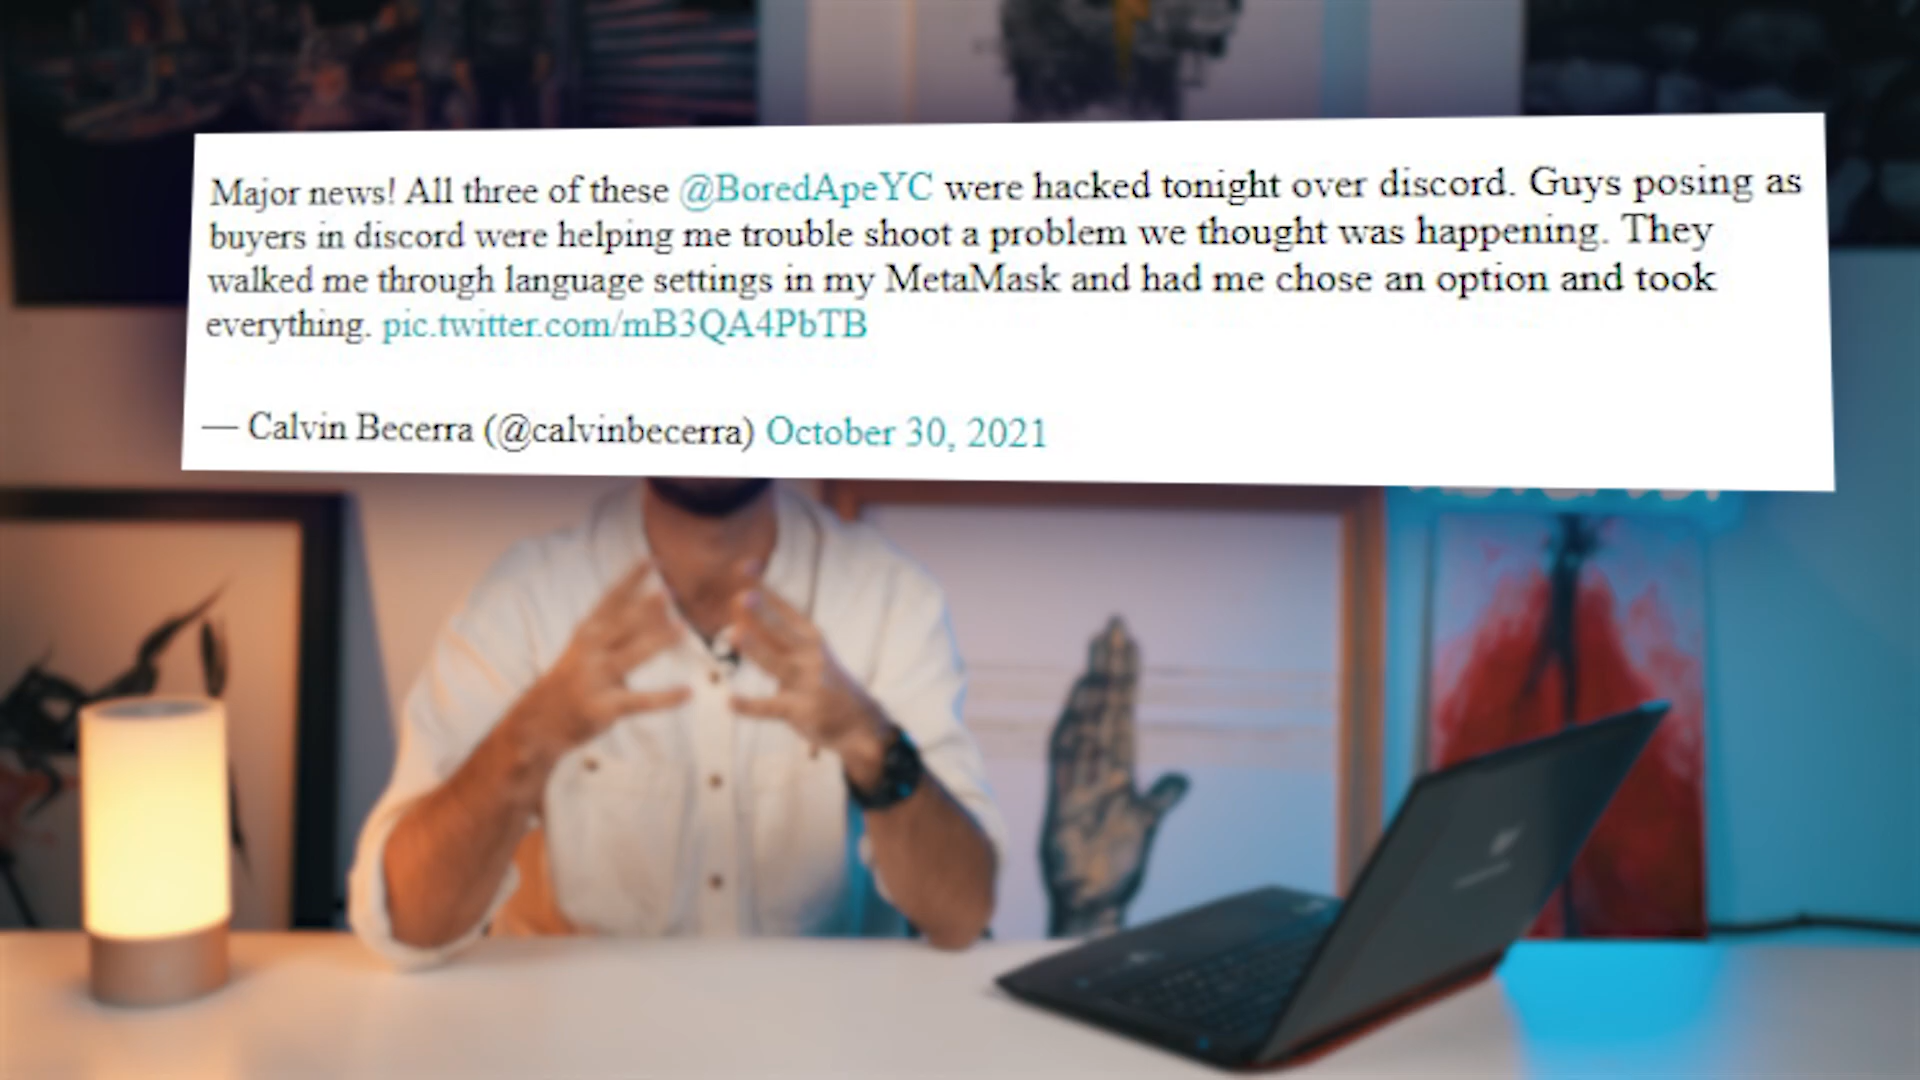 Major news! All three of these @BoredApeYC were hacked tonight over discord. Guys posing as
buyers in discord were helping me trouble shoot a problem we thought was happening. They
walked me through language settings in my MetaMask and had me chose an option and took
everything. pic.twitter.com/mB3QA4PbTB
— Calvin Becerra (@calvinbecerra) October 30, 2021